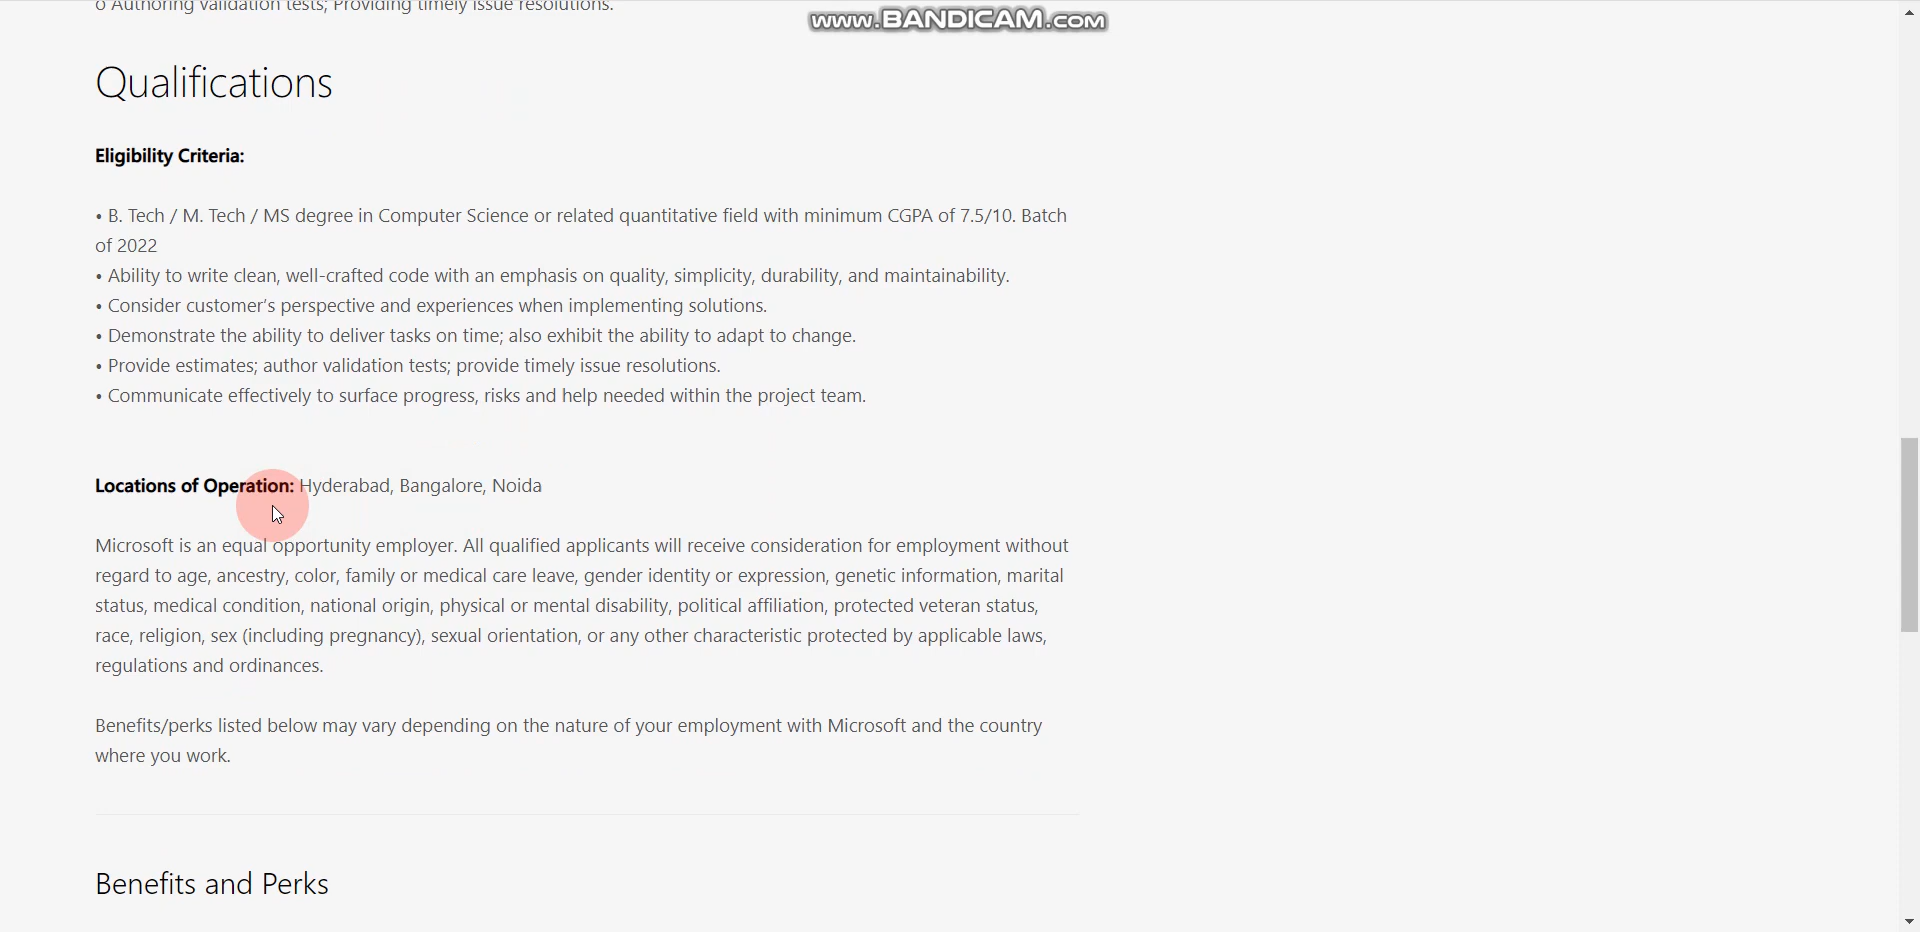 o Authoring validation tests; Providing timely issue resolutions.
www.BANDICAM.com
Qualifications
Eligibility Criteria:
• B. Tech / M. Tech / MS degree in Computer Science or related quantitative field with minimum CGPA of 7.5/10. Batch
of 2022
• Ability to write clean, well-crafted code with an emphasis on quality, simplicity, durability, and maintainability.
• Consider customer’s perspective and experiences when implementing solutions.
• Demonstrate the ability to deliver tasks on time; also exhibit the ability to adapt to change.
• Provide estimates; author validation tests; provide timely issue resolutions.
• Communicate effectively to surface progress, risks and help needed within the project team.
Locations of Operation: Hyderabad, Bangalore, Noida
Microsoft is an equal opportunity employer. All qualified applicants will receive consideration for employment without
regard to age, ancestry, color, family or medical care leave, gender identity or expression, genetic information, marital
status, medical condition, national origin, physical or mental disability, political affiliation, protected veteran status,
race, religion, sex (including pregnancy), sexual orientation, or any other characteristic protected by applicable laws,
regulations and ordinances.
Benefits/perks listed below may vary depending on the nature of your employment with Microsoft and the country
where you work.
Benefits and Perks